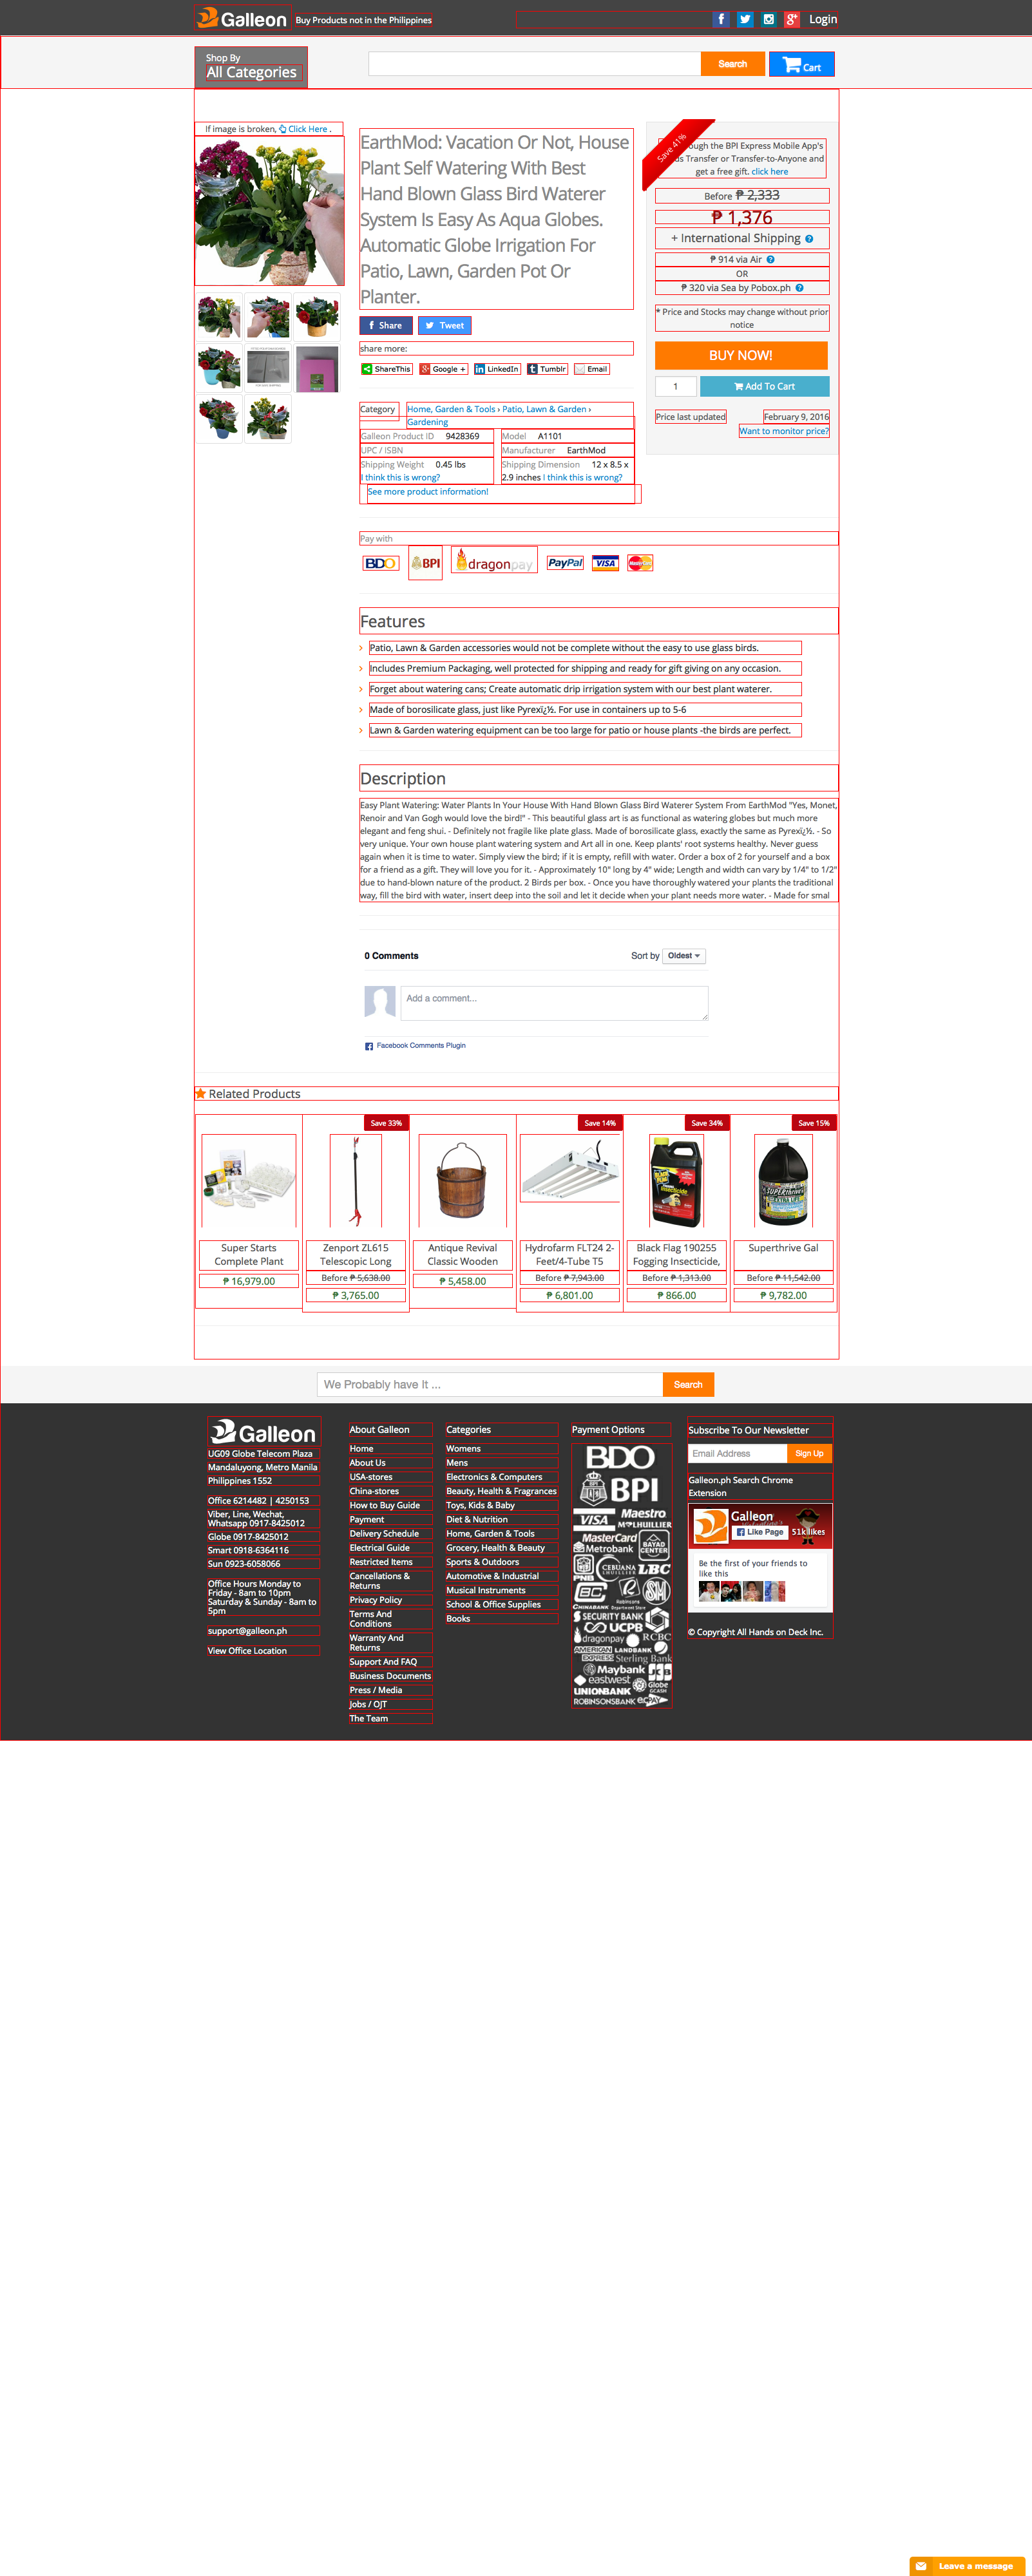 Galleon Buy Products not in the Philippines
Login
Shop By
All Categories
Search
Cart
If image is broken, Click Here .
EarthMod: Vacation Or Not, House
Plant Self Watering With Best
Hand Blown Glass Bird Waterer
System Is Easy As Aqua Globes.
Automatic Globe Irrigation For
Patio, Lawn, Garden Pot Or
Planter.
Share Tweet
share more:
ShareThis Google + LinkedIn Tumblr Email
Category Home, Garden & Tools › Patio, Lawn & Garden ›
Gardening
Galleon Product ID 9428369 Model A1101
UPC / ISBN Manufacturer EarthMod
Shipping Weight 0.45 lbs Shipping Dimension 12 x 8.5 x
I think this is wrong? 2.9 inches I think this is wrong?
See more product information!
Save 41%
ough the BPI Express Mobile App's
ds Transfer or Transfer-to-Anyone and
get a free gift. click here
Before ₱ 2,333
₱ 1,376
+ International Shipping
₱ 914 via Air
OR
₱ 320 via Sea by Pobox.ph
* Price and Stocks may change without prior
notice
BUY NOW!
1 Add To Cart
Price last updated February 9, 2016
Want to monitor price?
Pay with
BDO BPI dragonpay PayPal VISA MasterCard
Features
Patio, Lawn & Garden accessories would not be complete without the easy to use glass birds.
Includes Premium Packaging, well protected for shipping and ready for gift giving on any occasion.
Forget about watering cans; Create automatic drip irrigation system with our best plant waterer.
Made of borosilicate glass, just like Pyrexï¿½. For use in containers up to 5-6
Lawn & Garden watering equipment can be too large for patio or house plants -the birds are perfect.
Description
Easy Plant Watering: Water Plants In Your House With Hand Blown Glass Bird Waterer System From EarthMod "Yes, Monet,
Renoir and Van Gogh would love the bird!" - This beautiful glass art is as functional as watering globes but much more
elegant and feng shui. - Definitely not fragile like plate glass. Made of borosilicate glass, exactly the same as Pyrexï¿½. - So
very unique. Your own house plant watering system and Art all in one. Keep plants' root systems healthy. Never guess
again when it is time to water. Simply view the bird; if it is empty, refill with water. Order a box of 2 for yourself and a box
for a friend as a gift. They will love you for it. - Approximately 10" long by 4" wide; Length and width can vary by 1/4" to 1/2"
due to hand-blown nature of the product. 2 Birds per box. - Once you have thoroughly watered your plants the traditional
way, fill the bird with water, insert deep into the soil and let it decide when your plant needs more water. - Made for smal
0 Comments Sort by Oldest
Add a comment...
Facebook Comments Plugin
Related Products
Super Starts
Complete Plant
₱ 16,979.00
Save 33%
Zenport ZL615
Telescopic Long
Before ₱ 5,638.00
₱ 3,765.00
Antique Revival
Classic Wooden
₱ 5,458.00
Save 14%
Hydrofarm FLT24 2-
Feet/4-Tube T5
Before ₱ 7,943.00
₱ 6,801.00
Save 34%
Black Flag 190255
Fogging Insecticide,
Before ₱ 1,313.00
₱ 866.00
Save 15%
Superthrive Gal
Before ₱ 11,542.00
₱ 9,782.00
We Probably have It ... Search
Galleon
UG09 Globe Telecom Plaza
Mandaluyong, Metro Manila
Philippines 1552
Office 6214482 | 4250153
Viber, Line, Wechat,
Whatsapp 0917-8425012
Globe 0917-8425012
Smart 0918-6364116
Sun 0923-6058066
Office Hours Monday to
Friday - 8am to 10pm
Saturday & Sunday - 8am to
5pm
support@galleon.ph
View Office Location
About Galleon
Home
About Us
USA-stores
China-stores
How to Buy Guide
Payment
Delivery Schedule
Electrical Guide
Restricted Items
Cancellations &
Returns
Privacy Policy
Terms And
Conditions
Warranty And
Returns
Support And FAQ
Business Documents
Press / Media
Jobs / OJT
The Team
Categories
Womens
Mens
Electronics & Computers
Beauty, Health & Fragrances
Toys, Kids & Baby
Diet & Nutrition
Home, Garden & Tools
Grocery, Health & Beauty
Sports & Outdoors
Automotive & Industrial
Musical Instruments
School & Office Supplies
Books
Payment Options
BDO
BPI
VISA Maestro
MLHUILLIER
MasterCard
Metrobank BAYAD CENTER
PNB CEBUANA LHUILLIER LBC
CHINABANK Robinsons Department Store SM
SECURITY BANK
UCPB
dragonpay RCBC
AMERICAN EXPRESS LANDBANK
Sterling Bank
Maybank JCB
eastwest Globe GCASH
UNIONBANK
ROBINSONSBANK ecPAY
Subscribe To Our Newsletter
Email Address Sign Up
Galleon.ph Search Chrome
Extension
Galleon
Like Page 51k likes
Be the first of your friends to
like this
© Copyright All Hands on Deck Inc.
Leave a message